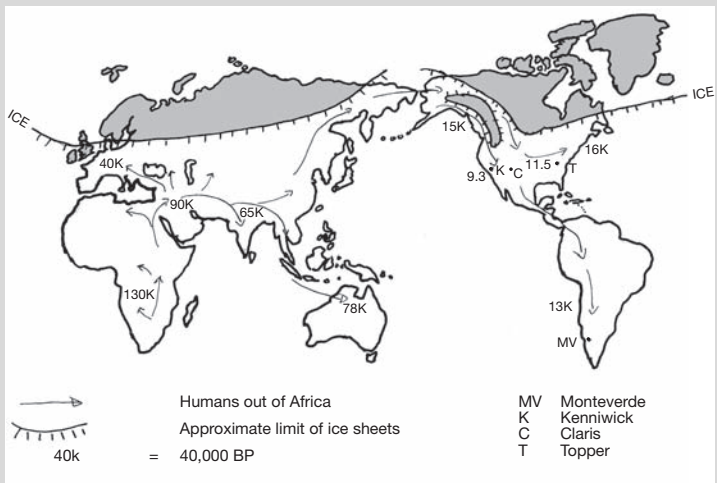 ICE
ICE
15K
16K
40K
11.5
T
K
C
9.3
90K
65K
130K
78K
13K
MV
Humans out of Africa
Approximate limit of ice sheets
40k = 40,000 BP
MV Monteverde
K Kenniwick
C Claris
T Topper